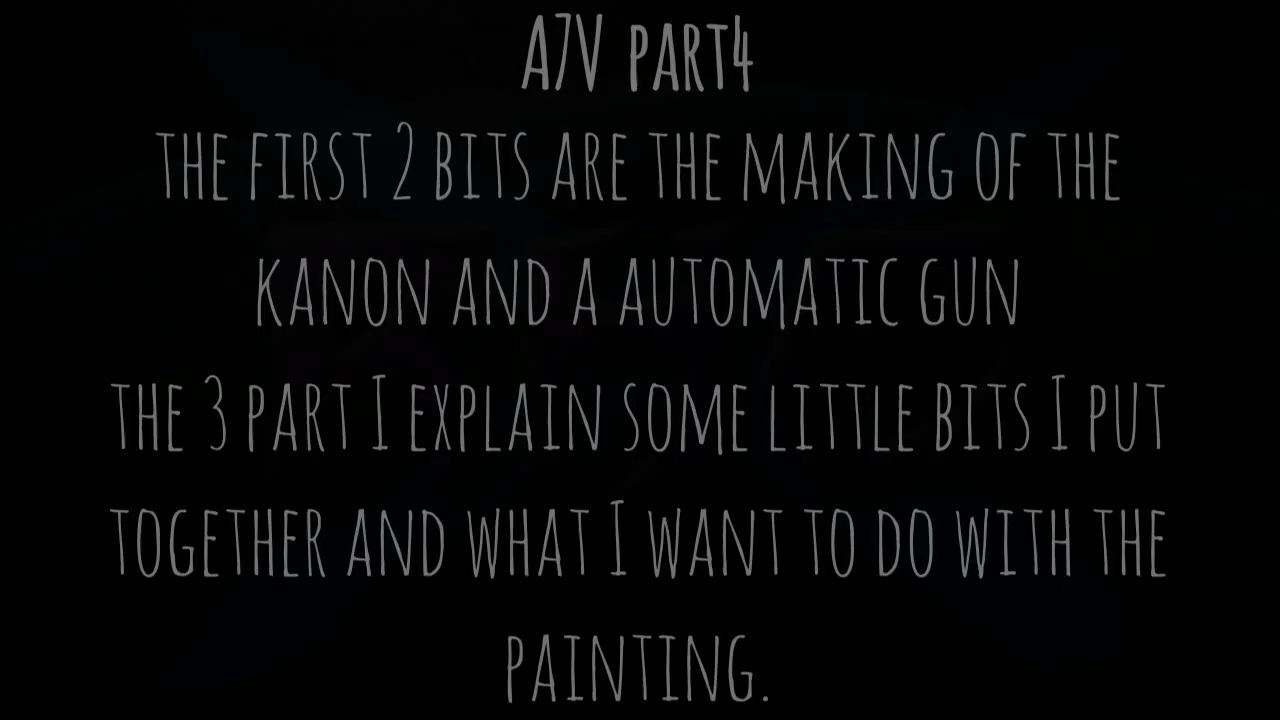 A7V PART4
THE FIRST 2 BITS ARE THE MAKING OF THE
KANON AND A AUTOMATIC GUN
THE 3 PART I EXPLAIN SOME LITTLE BITS I PUT
TOGETHER AND WHAT I WANT TO DO WITH THE
PAINTING.